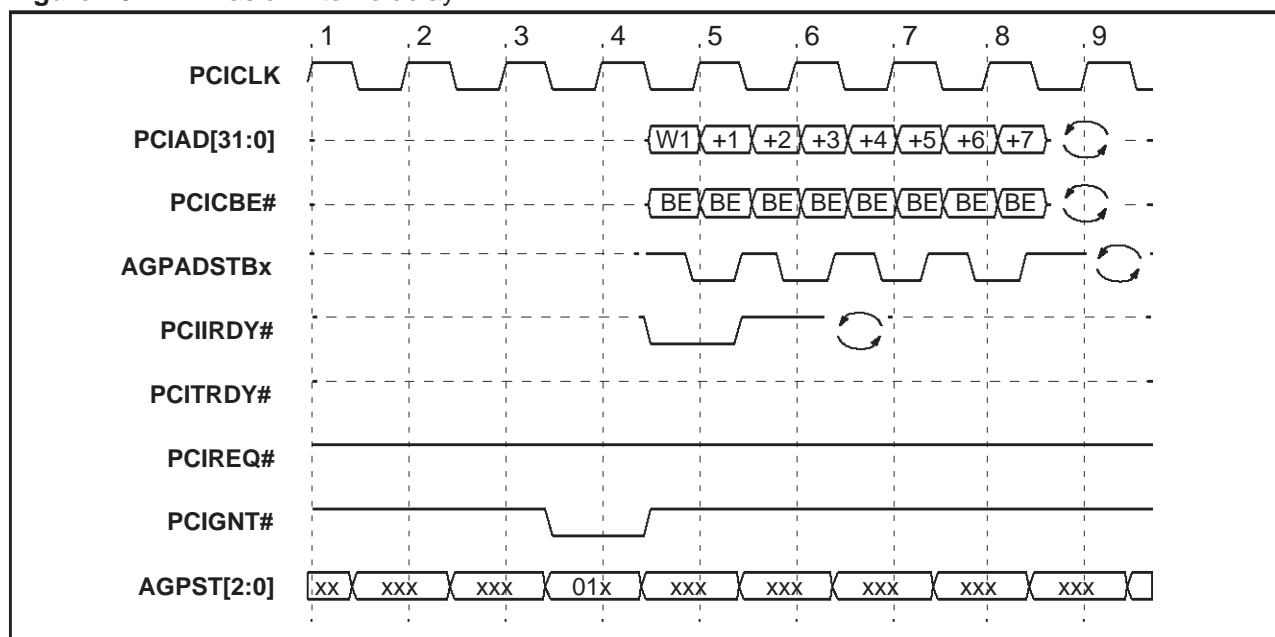 1 2 3 4 5 6 7 8 9
PCICLK
PCIAD[31:0] W1 +1 +2 +3 +4 +5 +6 +7
PCICBE# BE BE BE BE BE BE BE BE
AGPADSTBx
PCIIRDY#
PCITRDY#
PCIREQ#
PCIGNT#
AGPST[2:0] xx xxx xxx 01x xxx xxx xxx xxx xxx